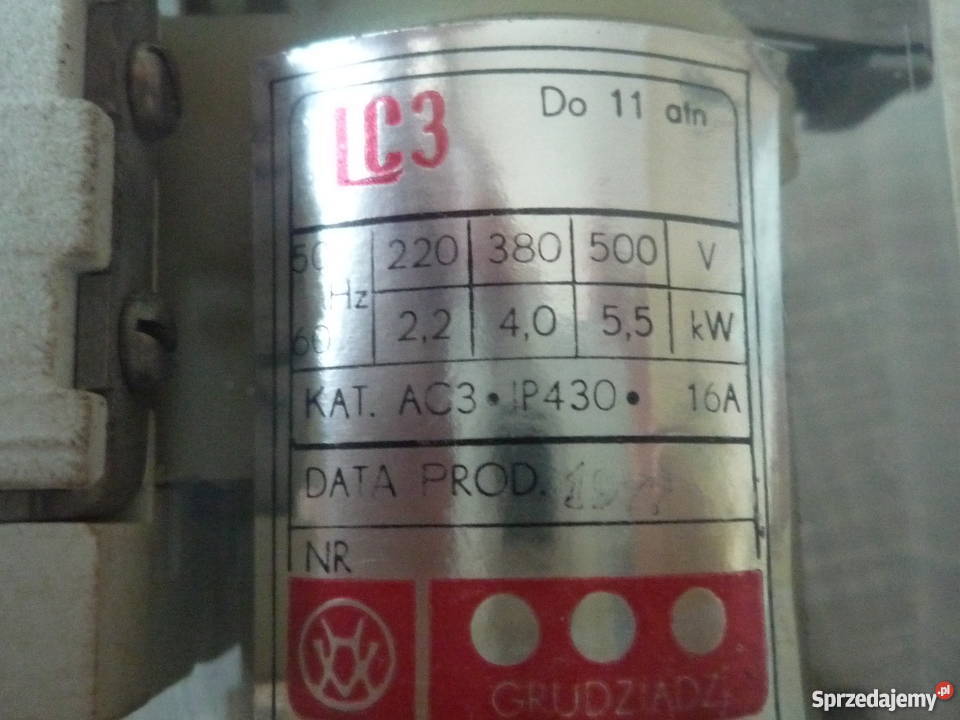 LC3 Do 11 atn
50 220 380 500 V
Hz
60 2,2 4,0 5,5 kW
KAT. AC3 • IP430 • 16A
DATA PROD.
NR
GRUDZIĄDZ
Sprzedajemy.pl